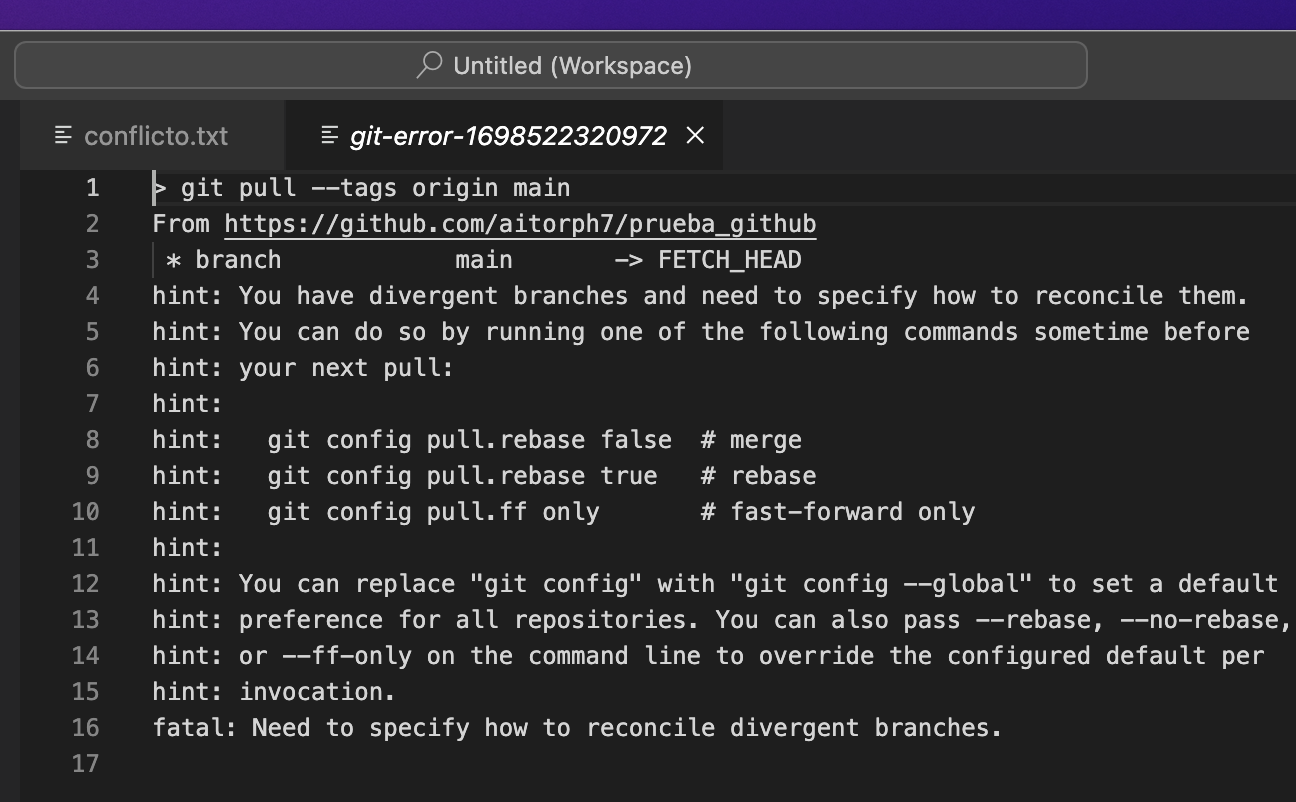 Untitled (Workspace)
conflicto.txt
git-error-1698522320972
1 > git pull --tags origin main
2 From https://github.com/aitorph7/prueba_github
3  * branch            main       -> FETCH_HEAD
4 hint: You have divergent branches and need to specify how to reconcile them.
5 hint: You can do so by running one of the following commands sometime before
6 hint: your next pull:
7 hint:
8 hint:   git config pull.rebase false  # merge
9 hint:   git config pull.rebase true   # rebase
10 hint:   git config pull.ff only       # fast-forward only
11 hint:
12 hint: You can replace "git config" with "git config --global" to set a default
13 hint: preference for all repositories. You can also pass --rebase, --no-rebase,
14 hint: or --ff-only on the command line to override the configured default per
15 hint: invocation.
16 fatal: Need to specify how to reconcile divergent branches.
17